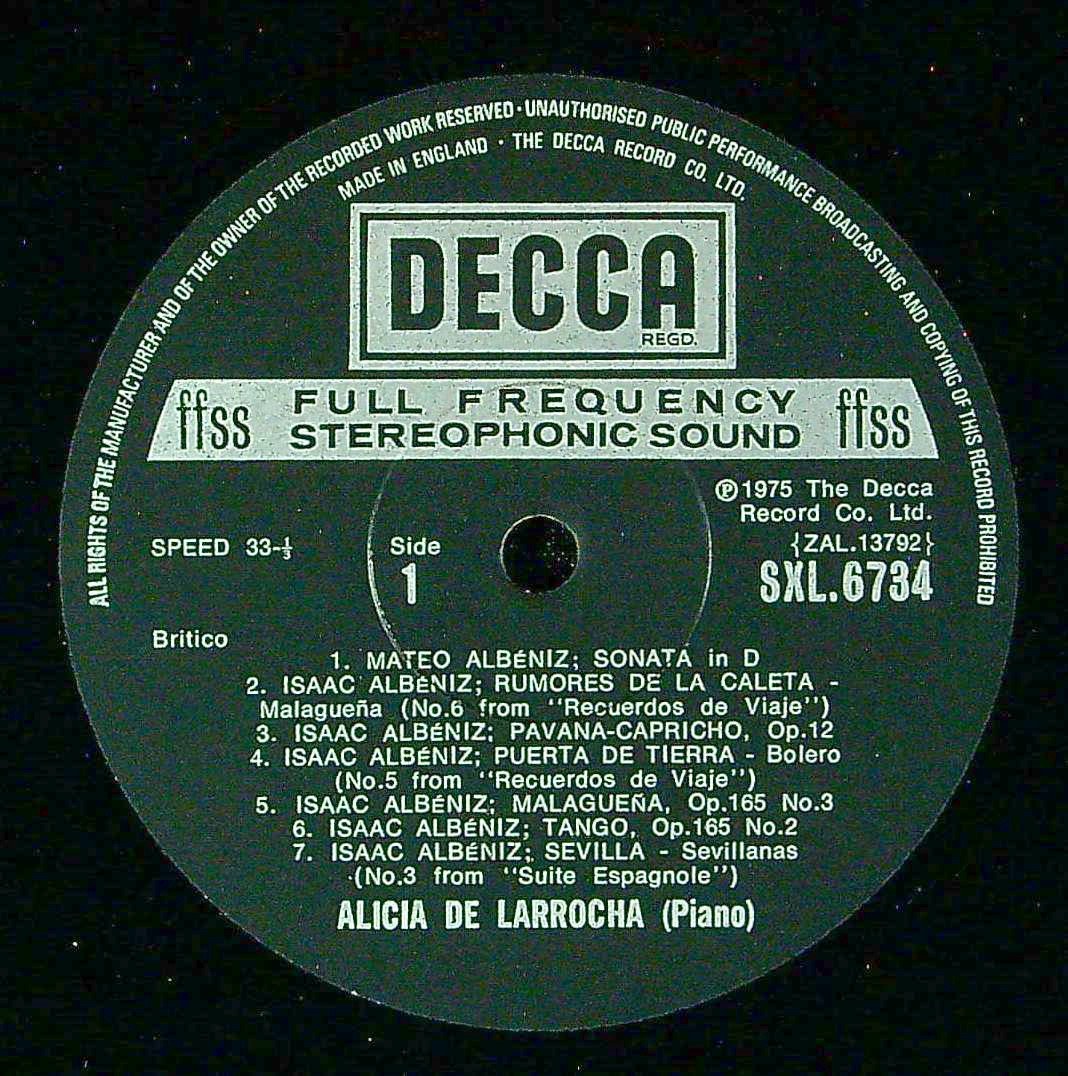 ALL RIGHTS OF THE MANUFACTURER AND OF THE OWNER OF THE RECORDED WORK RESERVED · UNAUTHORISED PUBLIC PERFORMANCE BROADCASTING AND COPYING OF THIS RECORD PROHIBITED
MADE IN ENGLAND · THE DECCA RECORD CO. LTD.
DECCA
REGD.
ffss FULL FREQUENCY ffss
STEREOPHONIC SOUND
℗1975 The Decca
Record Co. Ltd.
SPEED 33-⅓ Side {ZAL.13792}
1 SXL.6734
Britico
1. MATEO ALBÉNIZ; SONATA in D
2. ISAAC ALBÉNIZ; RUMORES DE LA CALETA -
Malagueña (No.6 from "Recuerdos de Viaje")
3. ISAAC ALBÉNIZ; PAVANA-CAPRICHO, Op.12
4. ISAAC ALBÉNIZ; PUERTA DE TIERRA - Bolero
(No.5 from "Recuerdos de Viaje")
5. ISAAC ALBÉNIZ; MALAGUEÑA, Op.165 No.3
6. ISAAC ALBÉNIZ; TANGO, Op.165 No.2
7. ISAAC ALBÉNIZ; SEVILLA - Sevillanas
(No.3 from "Suite Espagnole")
ALICIA DE LARROCHA (Piano)